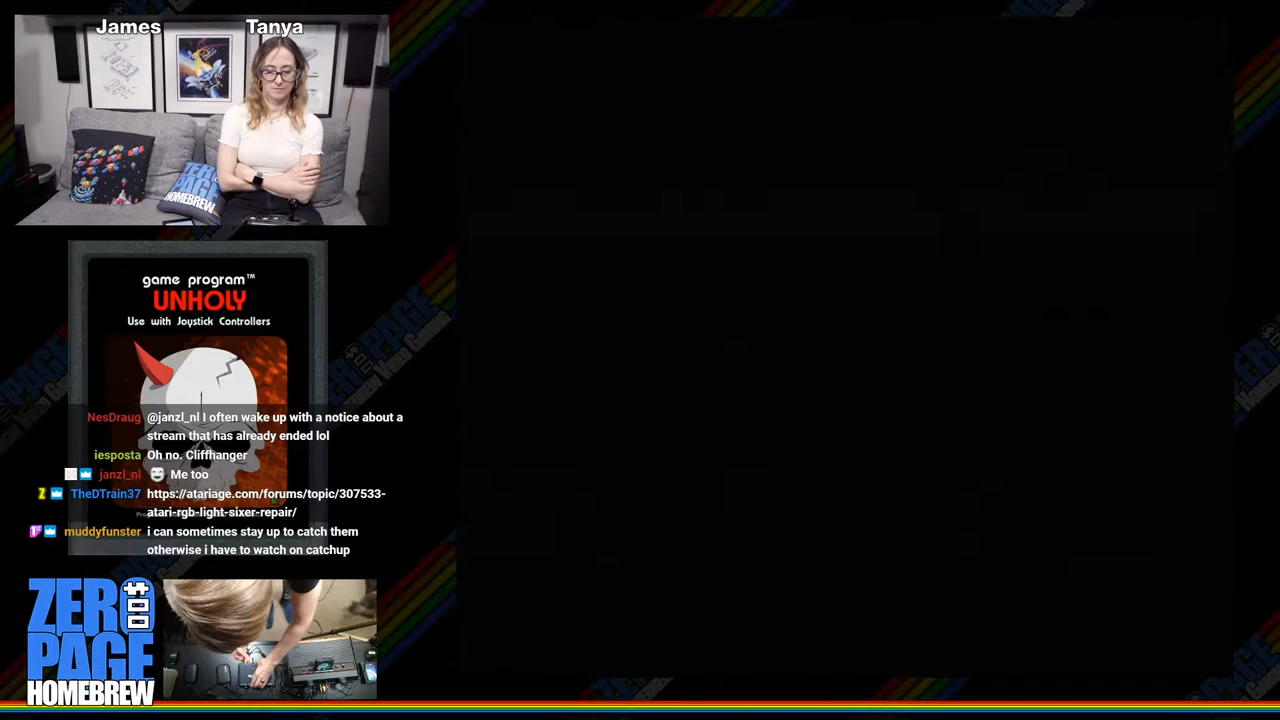 James Tanya
ZERO
PAGE
HOMEBREW
game program™
UNHOLY
Use with Joystick Controllers
NesDraug @janzl_nl I often wake up with a notice about a
stream that has already ended lol
iesposta Oh no. Cliffhanger
janzl_nl Me too
TheDTrain37 https://atariage.com/forums/topic/307533-
atari-rgb-light-sixer-repair/
muddyfunster i can sometimes stay up to catch them
otherwise i have to watch on catchup
ZERO
PAGE
HOMEBREW